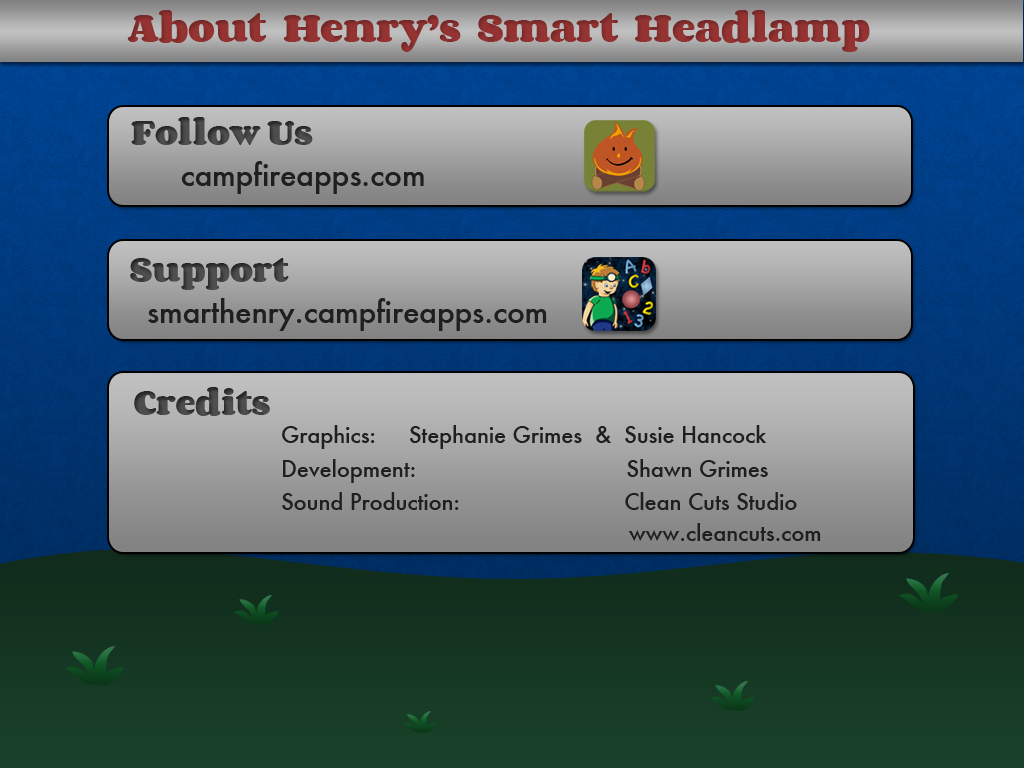 About Henry's Smart Headlamp
Follow Us
campfireapps.com
Support
smarthenry.campfireapps.com
A b
C
2
1 3
Credits
Graphics: Stephanie Grimes & Susie Hancock
Development: Shawn Grimes
Sound Production: Clean Cuts Studio
www.cleancuts.com